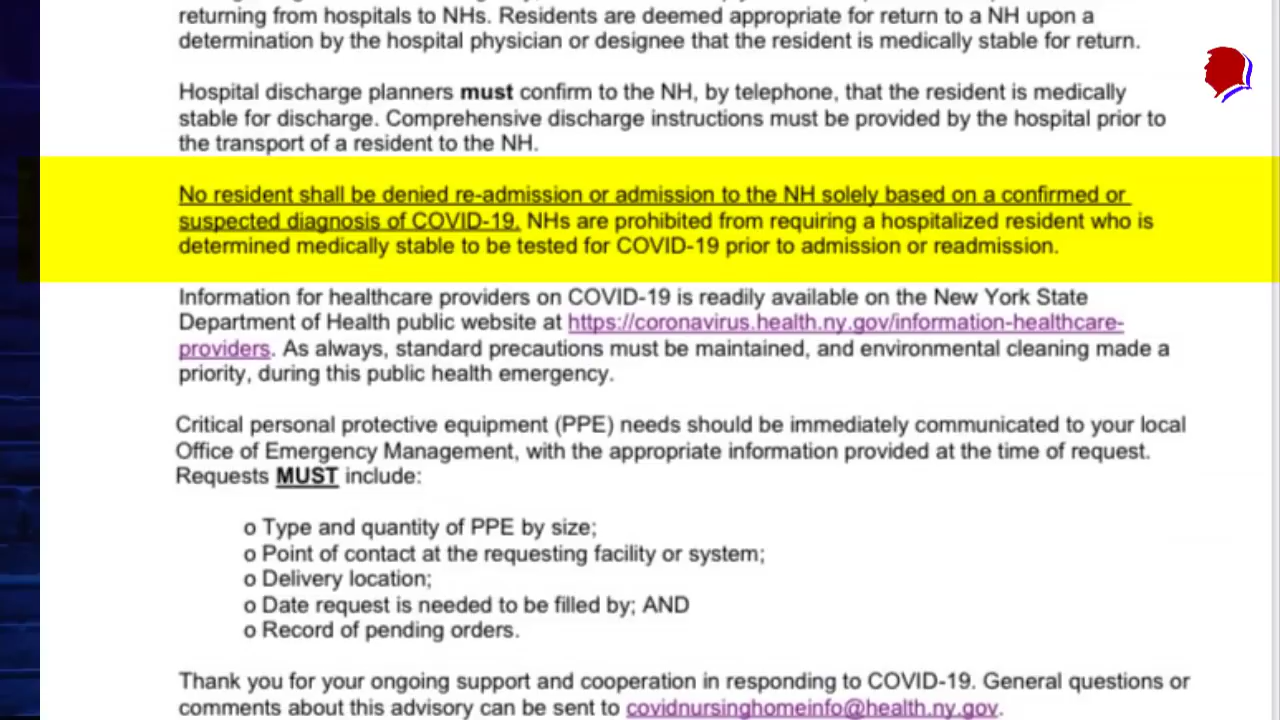 returning from hospitals to NHs. Residents are deemed appropriate for return to a NH upon a
determination by the hospital physician or designee that the resident is medically stable for return.
Hospital discharge planners must confirm to the NH, by telephone, that the resident is medically
stable for discharge. Comprehensive discharge instructions must be provided by the hospital prior to
the transport of a resident to the NH.
No resident shall be denied re-admission or admission to the NH solely based on a confirmed or
suspected diagnosis of COVID-19. NHs are prohibited from requiring a hospitalized resident who is
determined medically stable to be tested for COVID-19 prior to admission or readmission.
Information for healthcare providers on COVID-19 is readily available on the New York State
Department of Health public website at https://coronavirus.health.ny.gov/information-healthcare-
providers. As always, standard precautions must be maintained, and environmental cleaning made a
priority, during this public health emergency.
Critical personal protective equipment (PPE) needs should be immediately communicated to your local
Office of Emergency Management, with the appropriate information provided at the time of request.
Requests MUST include:
o Type and quantity of PPE by size;
o Point of contact at the requesting facility or system;
o Delivery location;
o Date request is needed to be filled by; AND
o Record of pending orders.
Thank you for your ongoing support and cooperation in responding to COVID-19. General questions or
comments about this advisory can be sent to covidnursinghomeinfo@health.ny.gov.